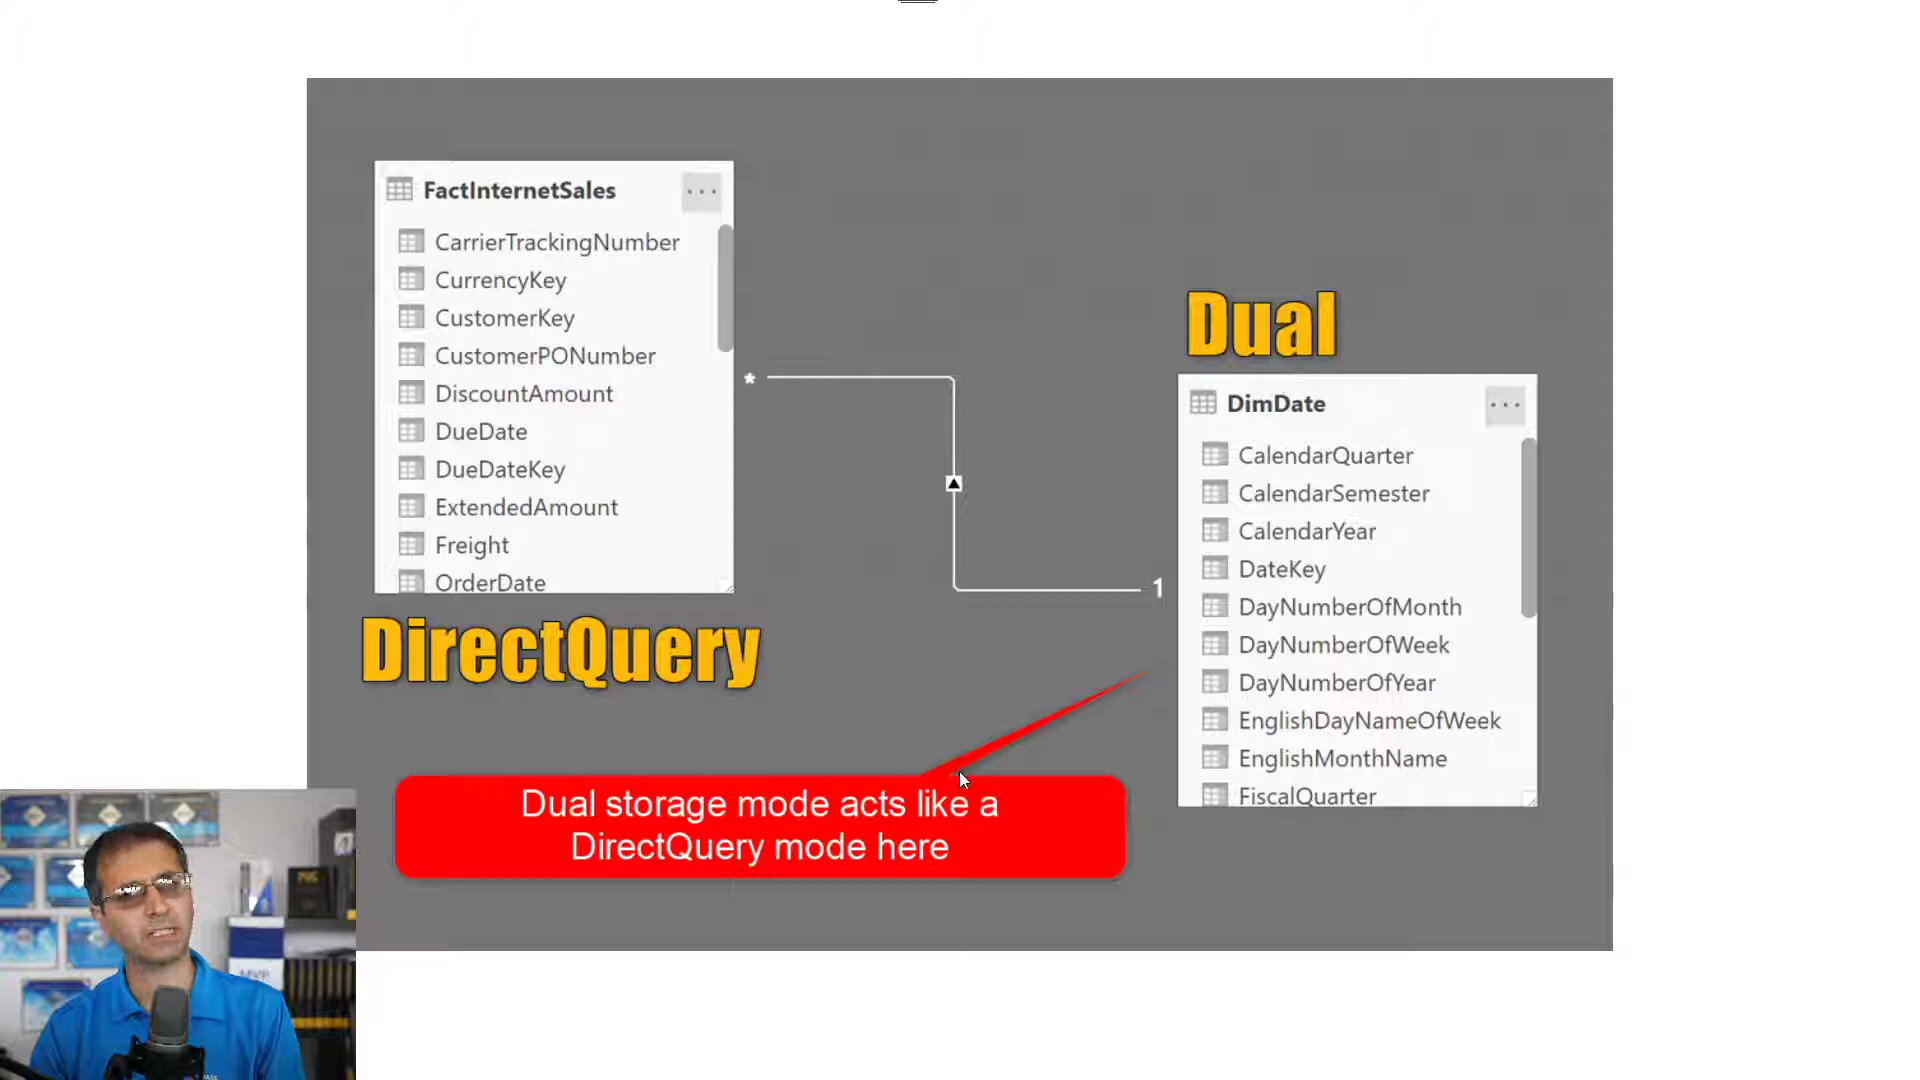 FactInternetSales
CarrierTrackingNumber
CurrencyKey
CustomerKey
CustomerPONumber
DiscountAmount
DueDate
DueDateKey
ExtendedAmount
Freight
OrderDate
DirectQuery
*
1
Dual
DimDate
CalendarQuarter
CalendarSemester
CalendarYear
DateKey
DayNumberOfMonth
DayNumberOfWeek
DayNumberOfYear
EnglishDayNameOfWeek
EnglishMonthName
FiscalQuarter
Dual storage mode acts like a
DirectQuery mode here
MVP